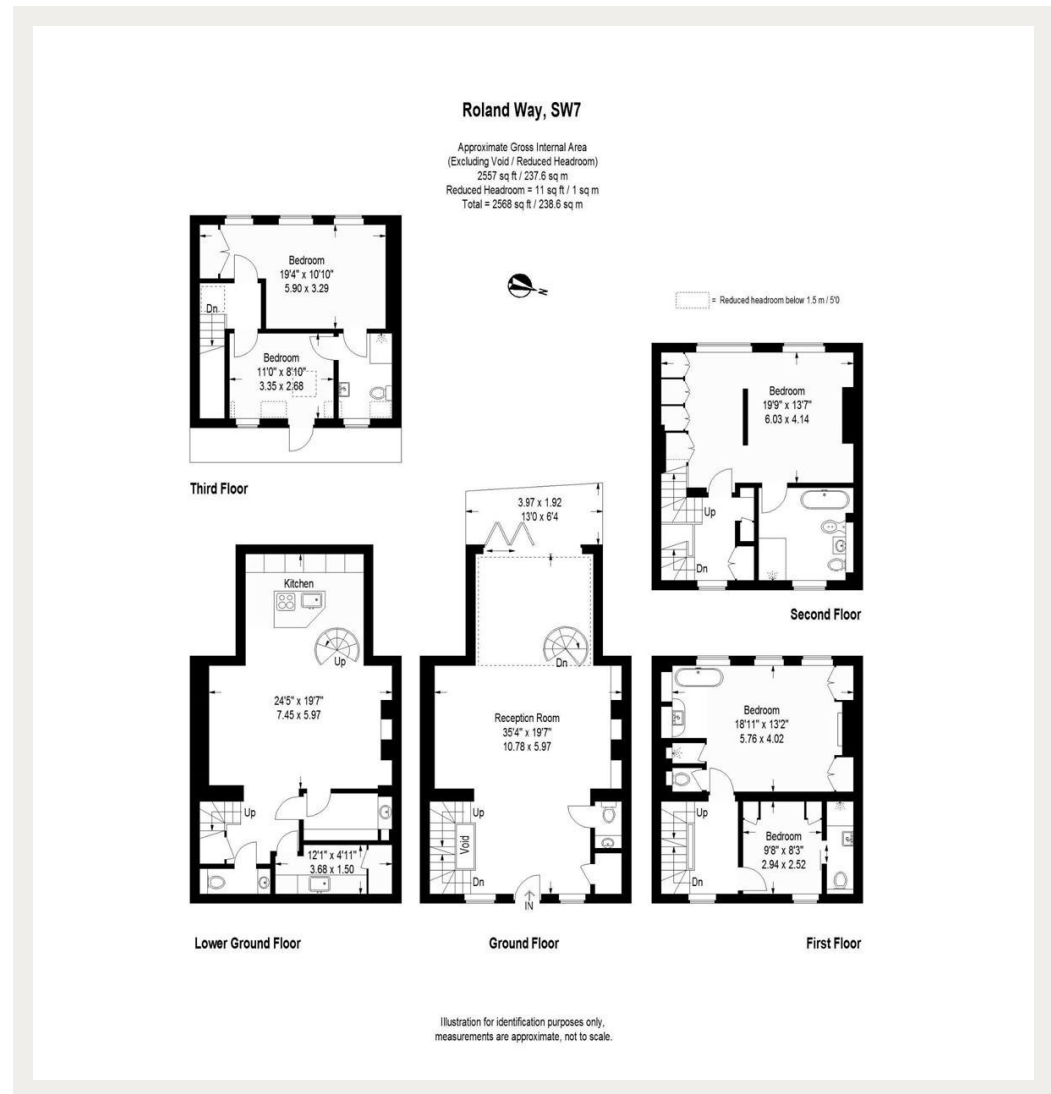 Roland Way, SW7
Approximate Gross Internal Area
(Excluding Void / Reduced Headroom)
2557 sq ft / 237.6 sq m
Reduced Headroom = 11 sq ft / 1 sq m
Total = 2568 sq ft / 238.6 sq m
N
= Reduced headroom below 1.5 m / 5'0
Bedroom
19'4" x 10'10"
5.90 x 3.29
Dn
Bedroom
11'0" x 8'10"
3.35 x 2.68
Third Floor
Bedroom
19'9" x 13'7"
6.03 x 4.14
Up
Dn
Second Floor
Kitchen
Up
24'5" x 19'7"
7.45 x 5.97
Up
12'1" x 4'11"
3.68 x 1.50
Lower Ground Floor
3.97 x 1.92
13'0 x 6'4
Dn
Reception Room
35'4" x 19'7"
10.78 x 5.97
Up
Void
Dn
IN
Ground Floor
Bedroom
18'11" x 13'2"
5.76 x 4.02
Up
Bedroom
9'8" x 8'3"
2.94 x 2.52
Dn
First Floor
Illustration for identification purposes only,
measurements are approximate, not to scale.